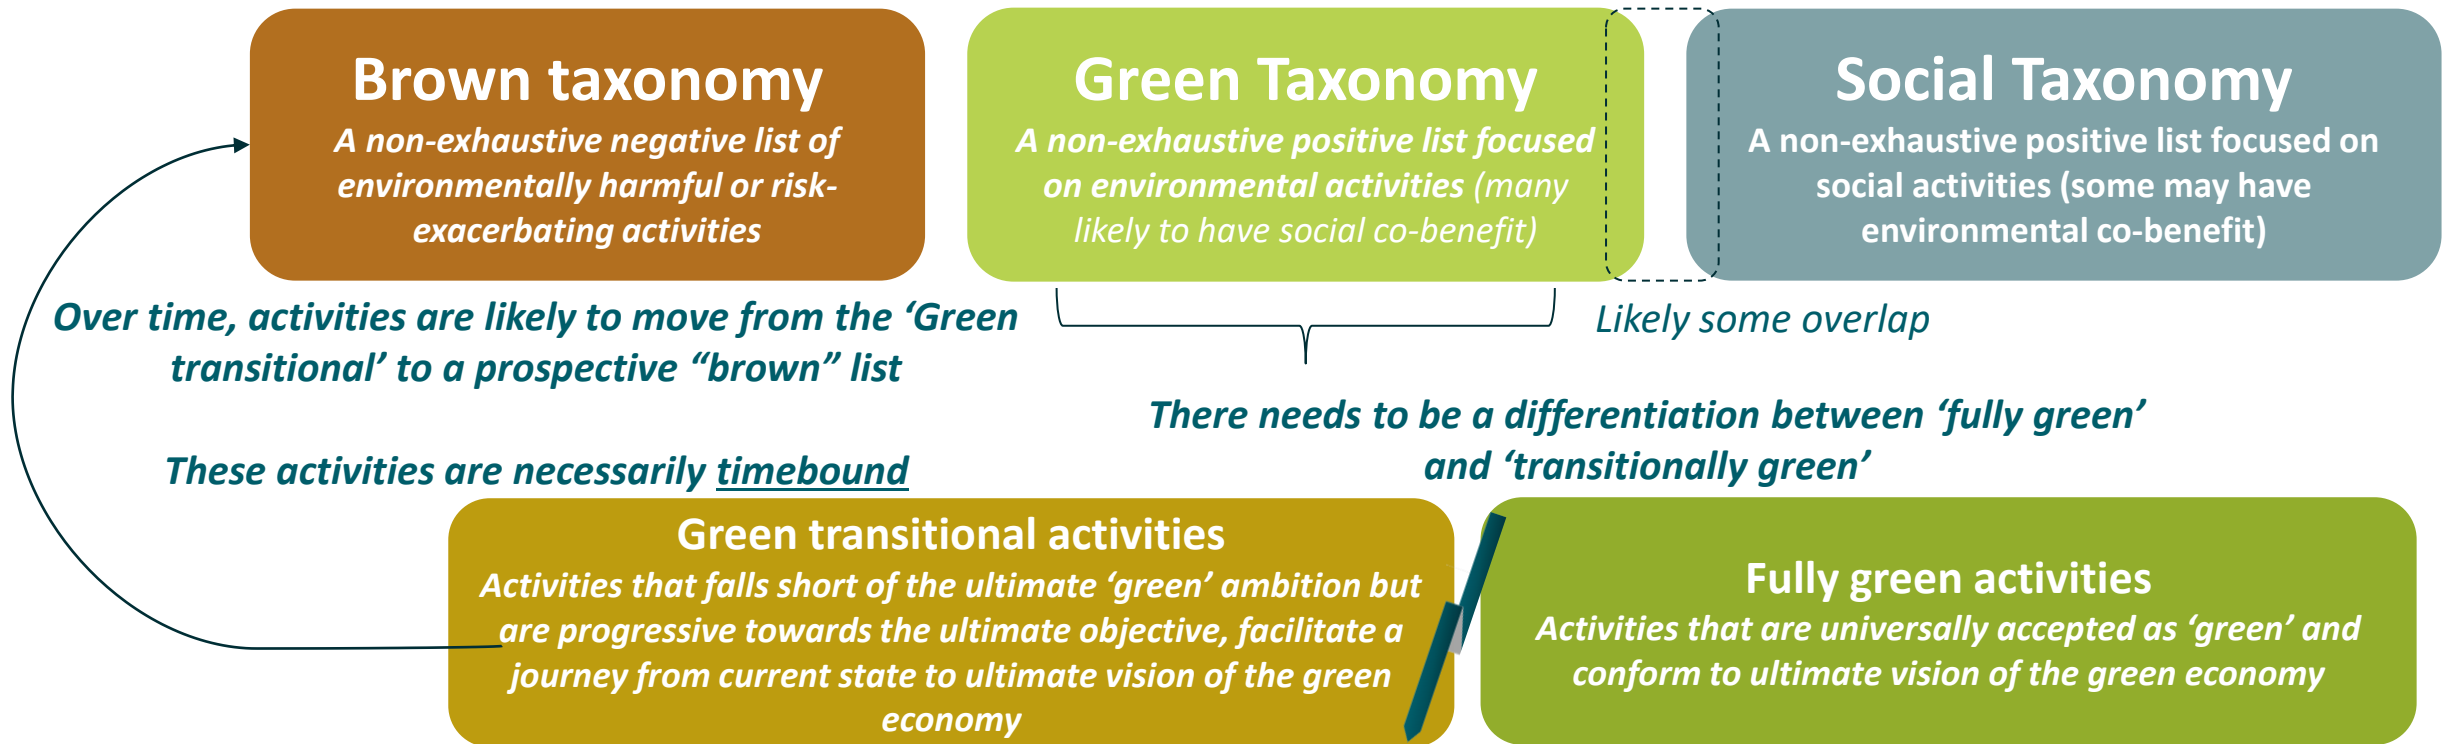 Brown taxonomy
A non-exhaustive negative list of
environmentally harmful or risk-
exacerbating activities
Green Taxonomy
A non-exhaustive positive list focused
on environmental activities (many
likely to have social co-benefit)
Social Taxonomy
A non-exhaustive positive list focused on
social activities (some may have
environmental co-benefit)
Over time, activities are likely to move from the ‘Green
transitional’ to a prospective “brown” list
Likely some overlap
There needs to be a differentiation between ‘fully green’
and ‘transitionally green’
These activities are necessarily timebound
Green transitional activities
Activities that falls short of the ultimate ‘green’ ambition but
are progressive towards the ultimate objective, facilitate a
journey from current state to ultimate vision of the green
economy
Fully green activities
Activities that are universally accepted as ‘green’ and
conform to ultimate vision of the green economy